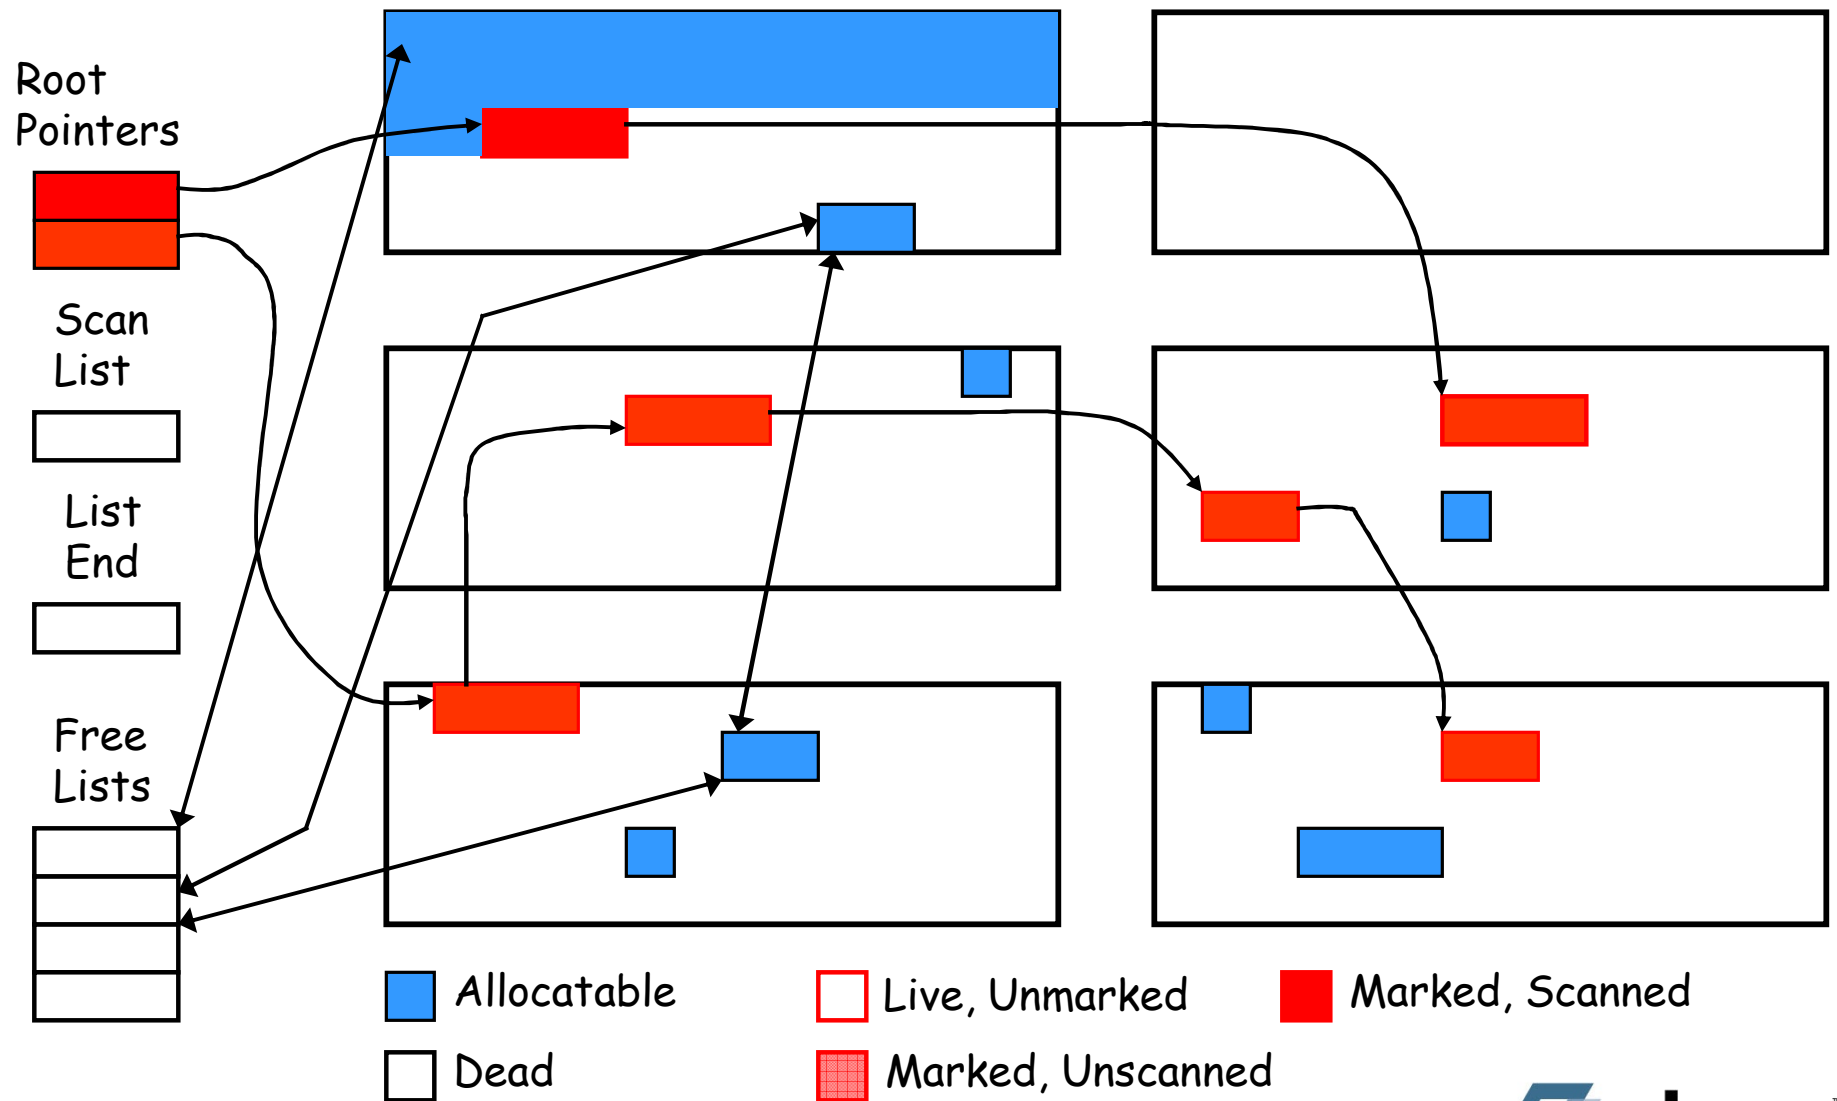 Root
Pointers
Scan
List
List
End
Free
Lists
Allocatable
Live, Unmarked
Marked, Scanned
Dead
Marked, Unscanned